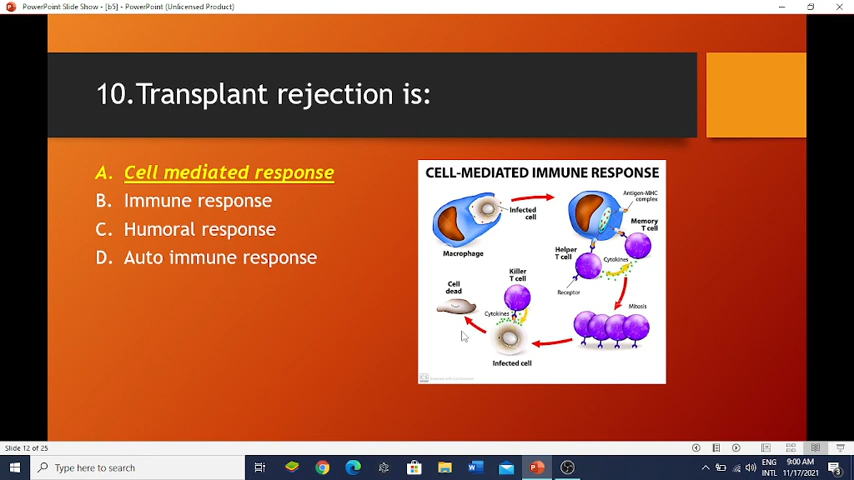 PowerPoint Slide Show - [b5] - PowerPoint (Unlicensed Product)
10.Transplant rejection is:
A. Cell mediated response
B. Immune response
C. Humoral response
D. Auto immune response
CELL-MEDIATED IMMUNE RESPONSE
Antigen-MHC
complex
Infected
cell
Memory
T cell
Macrophage
Helper
T cell
Cytokines
Receptor
Killer
T cell
Cell
dead
Cytokines
Mitosis
Infected cell
Slide 12 of 25
Type here to search
ENG
INTL
9:00 AM
11/17/2021